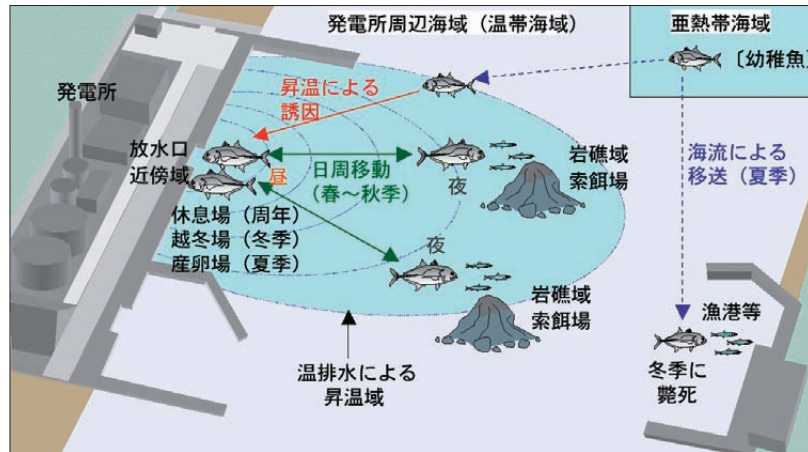 発電所周辺海域（温帯海域）
亜熱帯海域
〔幼稚魚〕
発電所
昇温による
誘因
放水口
近傍域
昼
日周移動
（春～秋季）
夜
岩礁域
索餌場
海流による
移送（夏季）
休息場（周年）
越冬場（冬季）
産卵場（夏季）
夜
岩礁域
索餌場
漁港等
温排水による
昇温域
冬季に
斃死